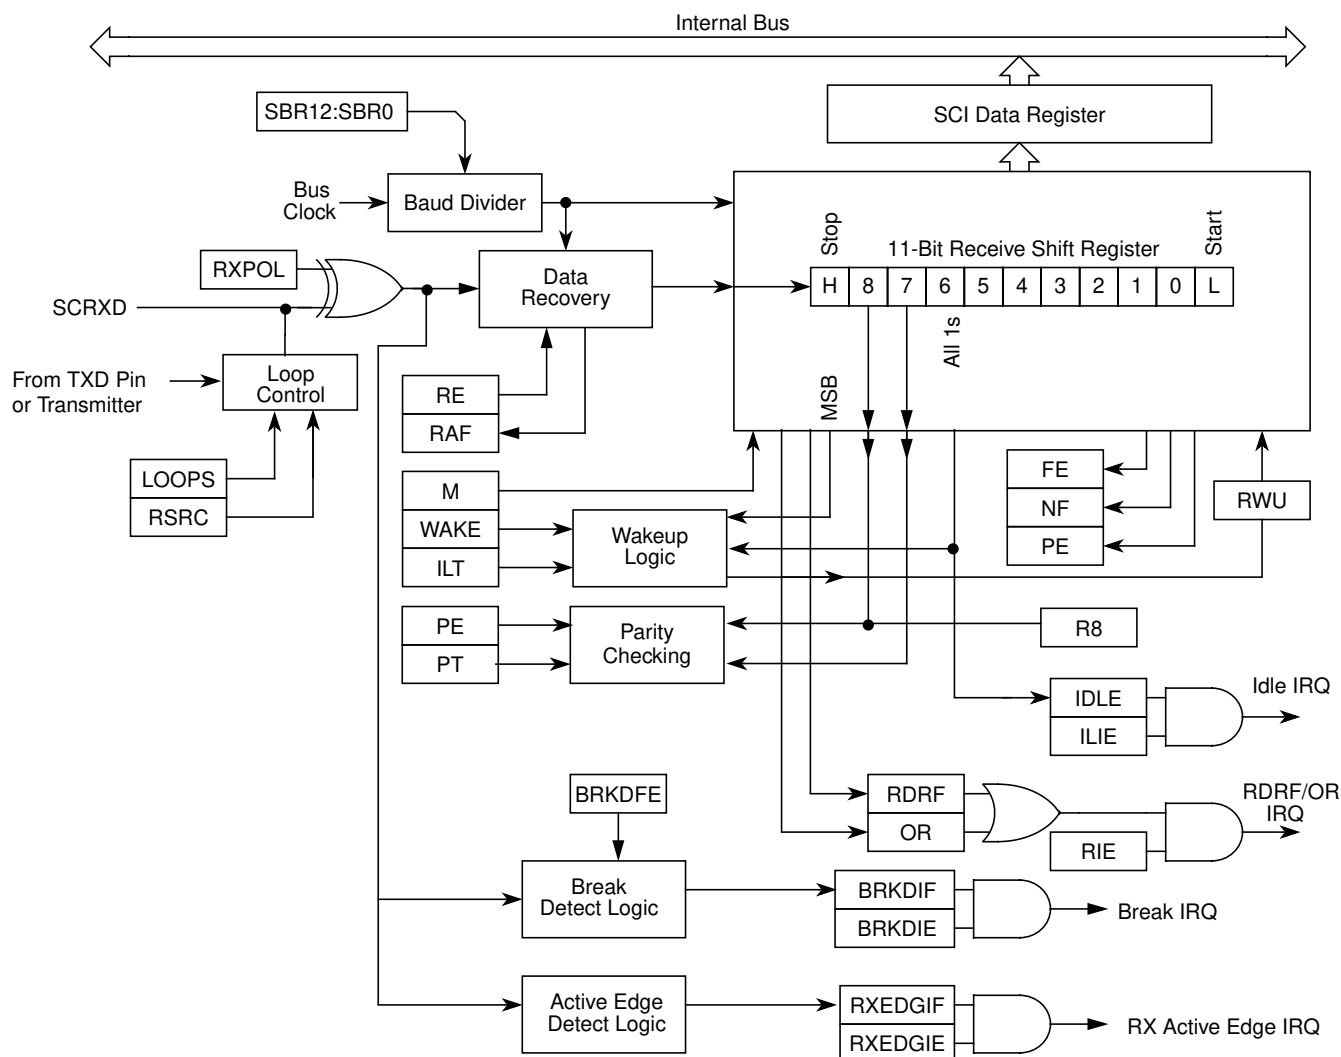 Internal Bus
SBR12:SBR0
SCI Data Register
Bus
Clock
Baud Divider
Stop
11-Bit Receive Shift Register
Start
RXPOL
Data
Recovery
H 8 7 6 5 4 3 2 1 0 L
SCRXD
All 1s
From TXD Pin
or Transmitter
Loop
Control
RE
RAF
MSB
LOOPS
RSRC
M
WAKE
ILT
Wakeup
Logic
FE
NF
PE
RWU
PE
PT
Parity
Checking
R8
IDLE
ILIE
Idle IRQ
BRKDFE
RDRF
OR
RIE
RDRF/OR
IRQ
Break
Detect Logic
BRKDIF
BRKDIE
Break IRQ
Active Edge
Detect Logic
RXEDGIF
RXEDGIE
RX Active Edge IRQ